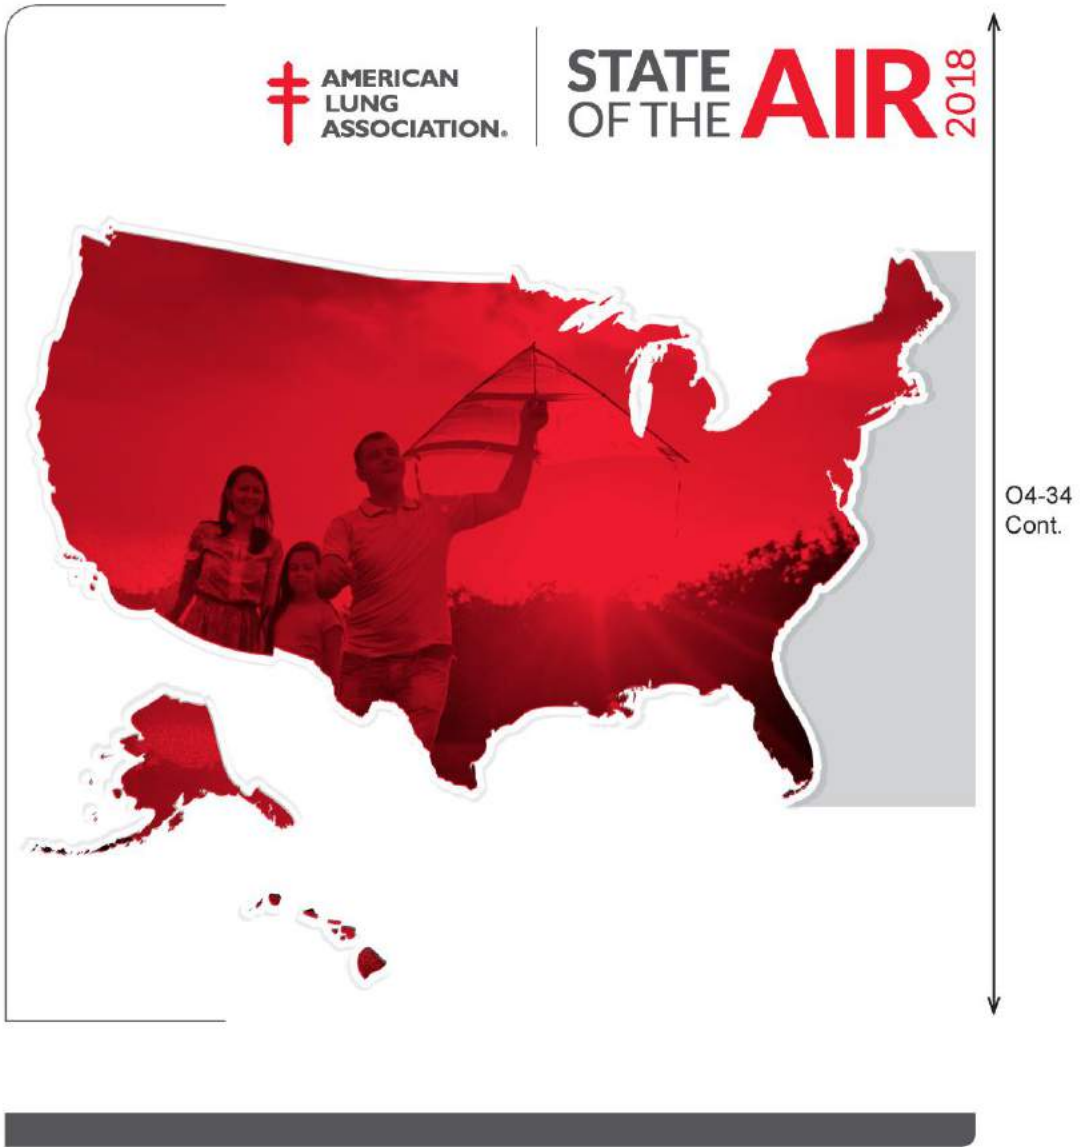 AMERICAN
LUNG
ASSOCIATION®
STATE
OF THE
AIR
2018
O4-34
Cont.